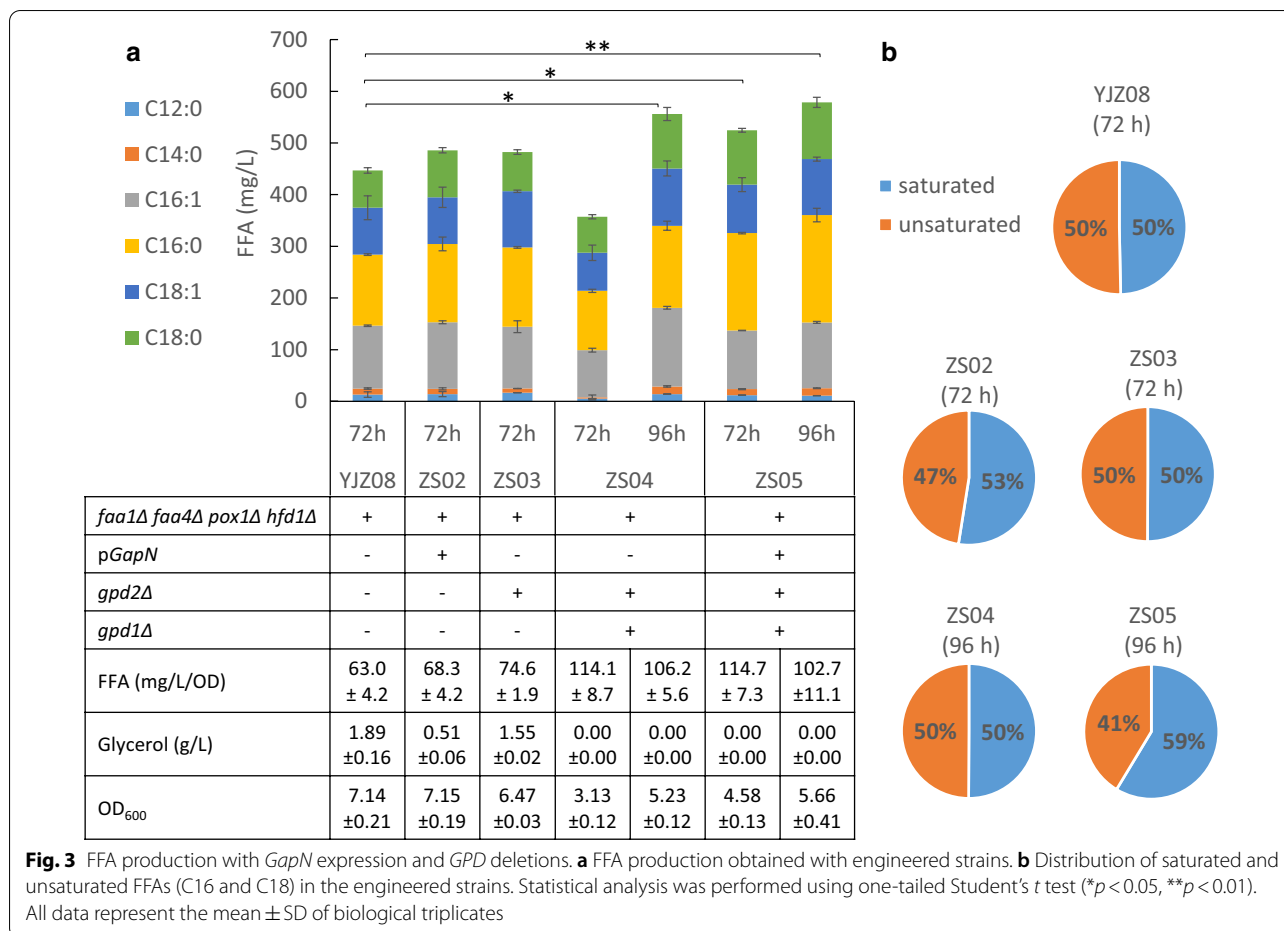 a
b
700
600
500
400
300
200
100
0
FFA (mg/L)
C12:0
C14:0
C16:1
C16:0
C18:1
C18:0
**
*
*
72h 72h 72h 72h 96h 72h 96h
YJZ08 ZS02 ZS03 ZS04 ZS05
faa1Δ faa4Δ pox1Δ hfd1Δ + + + + +
pGapN - + - - +
gpd2Δ - - + + +
gpd1Δ - - - + +
FFA (mg/L/OD) 63.0 68.3 74.6 114.1 106.2 114.7 102.7
± 4.2 ± 4.2 ± 1.9 ± 8.7 ± 5.6 ± 7.3 ±11.1
Glycerol (g/L) 1.89 0.51 1.55 0.00 0.00 0.00 0.00
±0.16 ±0.06 ±0.02 ±0.00 ±0.00 ±0.00 ±0.00
OD600 7.14 7.15 6.47 3.13 5.23 4.58 5.66
±0.21 ±0.19 ±0.03 ±0.12 ±0.12 ±0.13 ±0.41
saturated
unsaturated
YJZ08
(72 h)
50% 50%
ZS02
(72 h)
47% 53%
ZS03
(72 h)
50% 50%
ZS04
(96 h)
50% 50%
ZS05
(96 h)
41% 59%
Fig. 3 FFA production with GapN expression and GPD deletions. a FFA production obtained with engineered strains. b Distribution of saturated and
unsaturated FFAs (C16 and C18) in the engineered strains. Statistical analysis was performed using one-tailed Student's t test (*p < 0.05, **p < 0.01).
All data represent the mean ± SD of biological triplicates